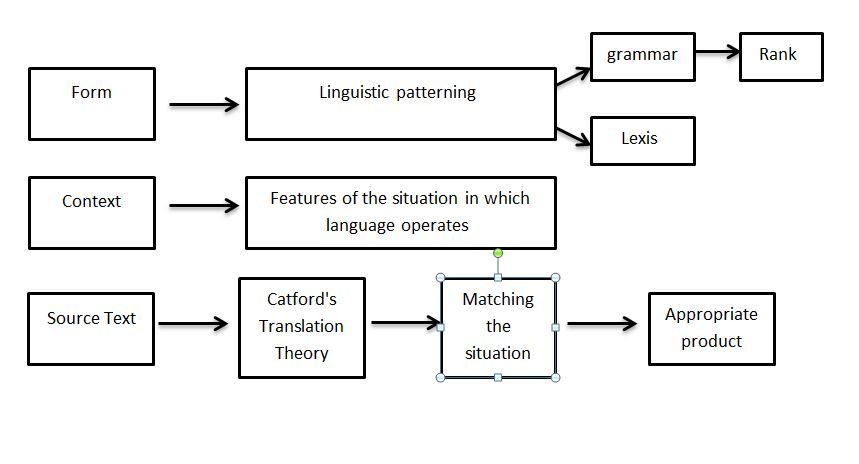 grammar
Rank
Form
Linguistic patterning
Lexis
Context
Features of the situation in which
language operates
Source Text
Catford's
Translation
Theory
Matching
the
situation
Appropriate
product